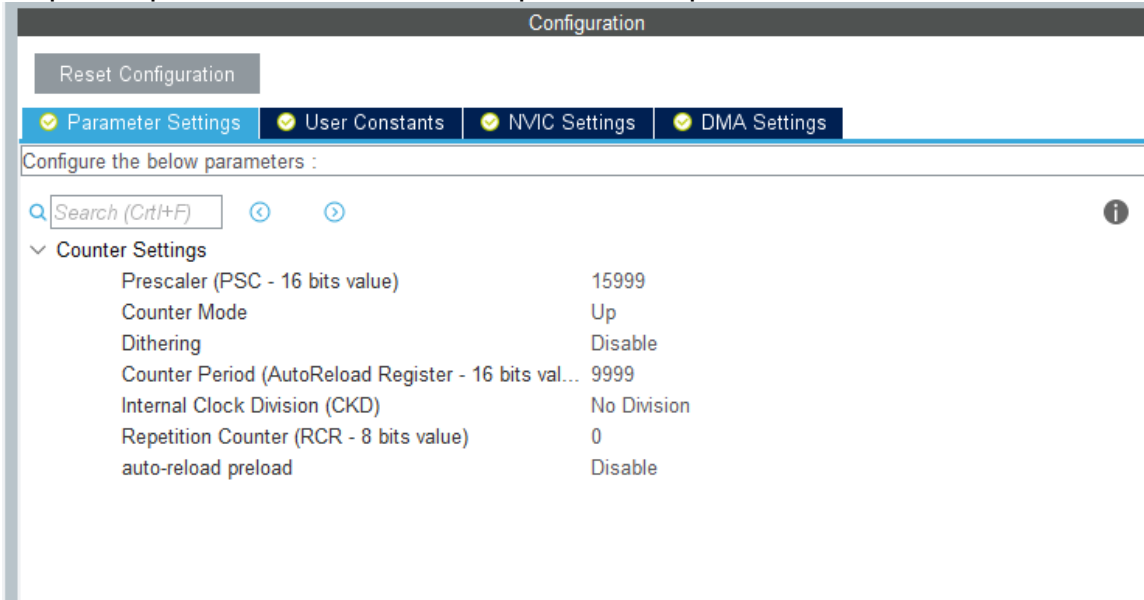 Configuration
Reset Configuration
Parameter Settings User Constants NVIC Settings DMA Settings
Configure the below parameters :
Search (Crtl+F)
Counter Settings
Prescaler (PSC - 16 bits value) 15999
Counter Mode Up
Dithering Disable
Counter Period (AutoReload Register - 16 bits val... 9999
Internal Clock Division (CKD) No Division
Repetition Counter (RCR - 8 bits value) 0
auto-reload preload Disable